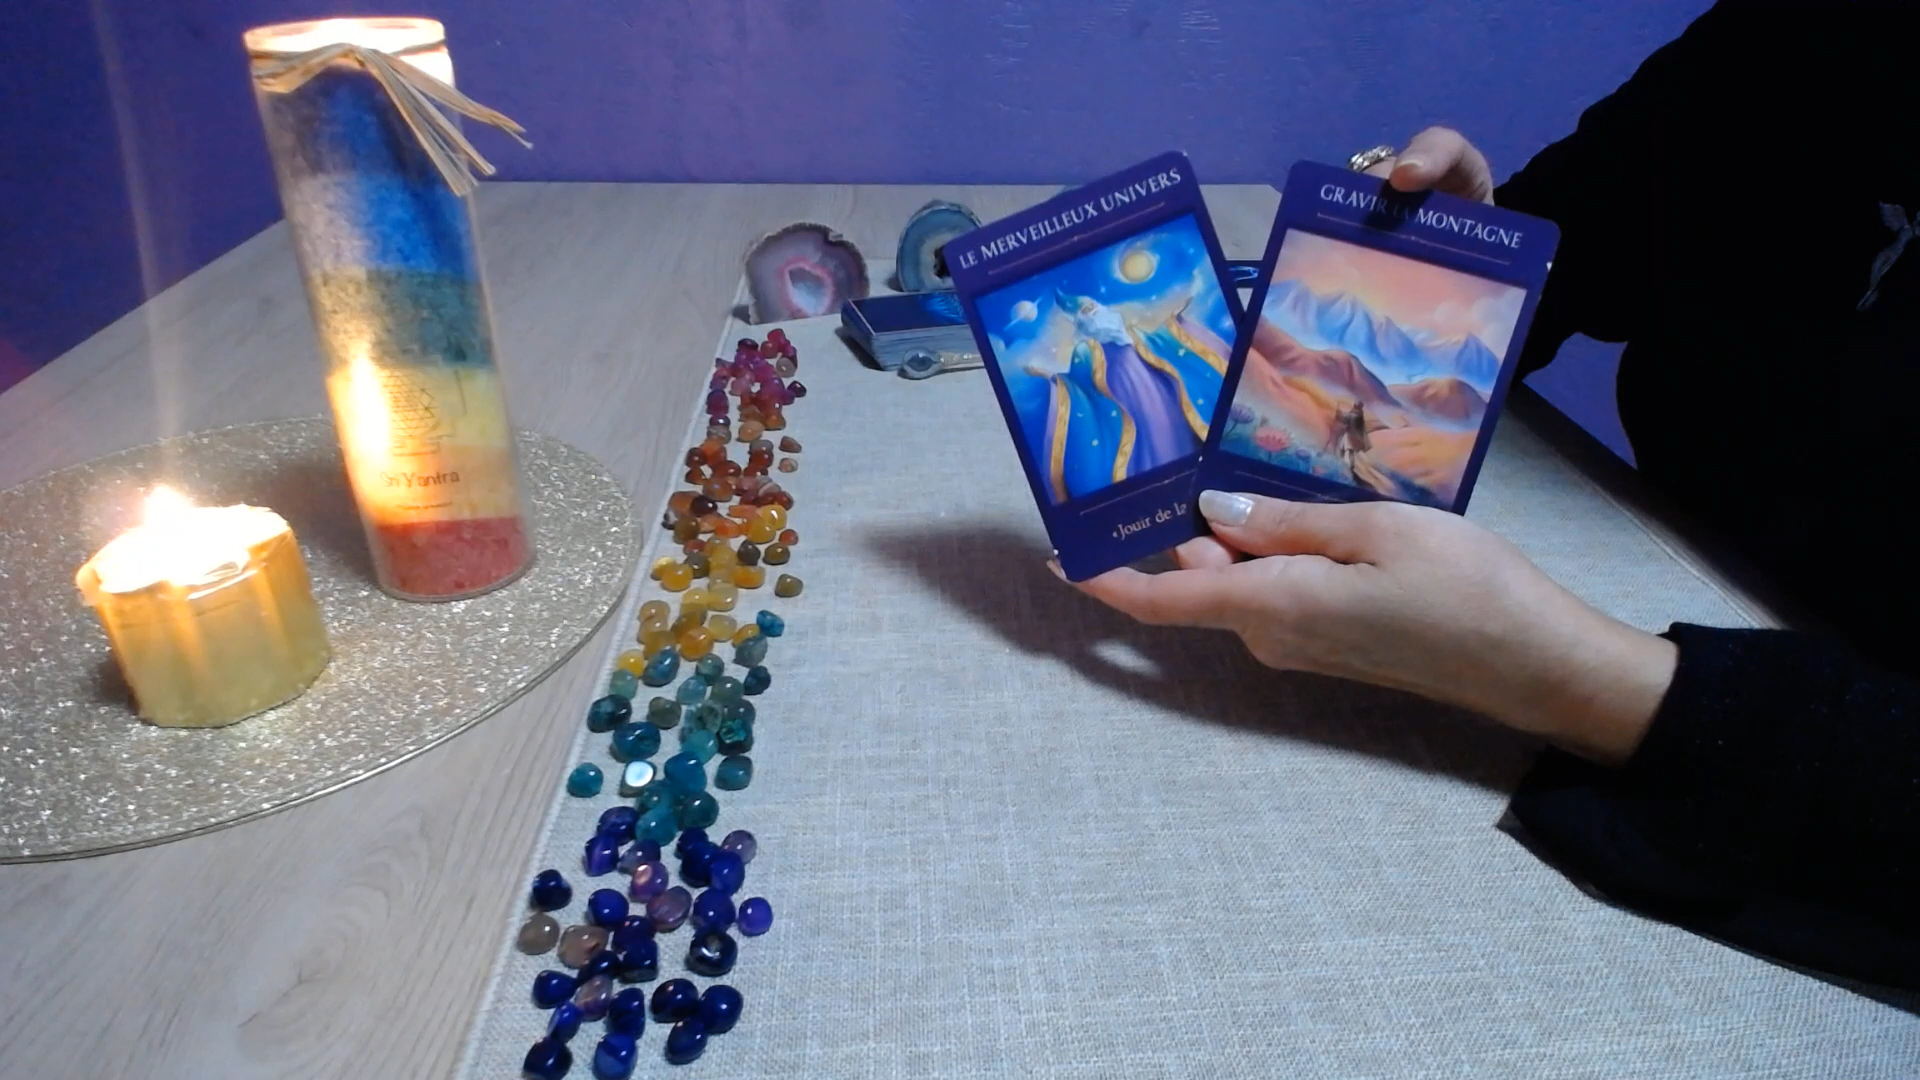 LE MERVEILLEUX UNIVERS
GRAVIR LA MONTAGNE
«Jouir de la
Sri Yantra